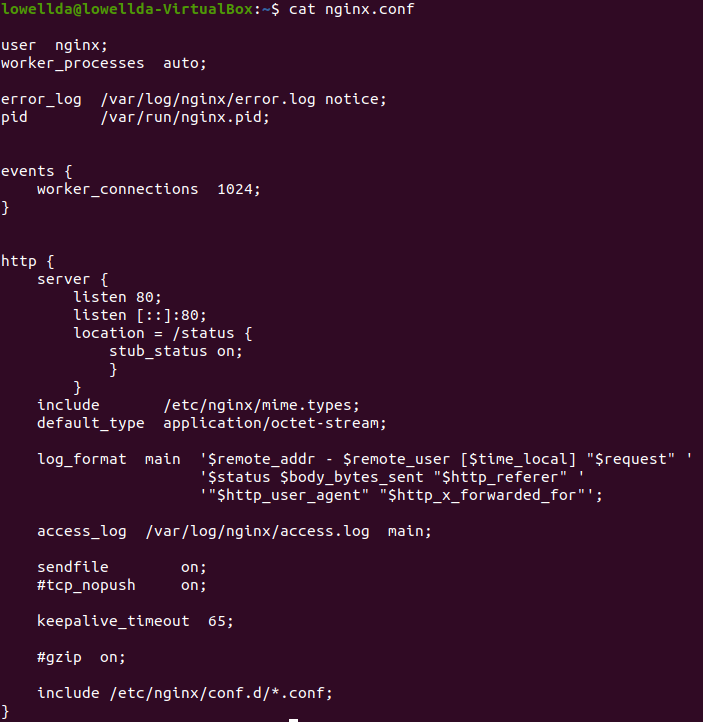 lowellda@lowellda-VirtualBox:~$ cat nginx.conf

user  nginx;
worker_processes  auto;

error_log  /var/log/nginx/error.log notice;
pid        /var/run/nginx.pid;


events {
    worker_connections  1024;
}


http {
    server {
        listen 80;
        listen [::]:80;
        location = /status {
            stub_status on;
            }
        }
    include       /etc/nginx/mime.types;
    default_type  application/octet-stream;

    log_format  main  '$remote_addr - $remote_user [$time_local] "$request" '
                      '$status $body_bytes_sent "$http_referer" '
                      '"$http_user_agent" "$http_x_forwarded_for"';

    access_log  /var/log/nginx/access.log  main;

    sendfile        on;
    #tcp_nopush     on;

    keepalive_timeout  65;

    #gzip  on;

    include /etc/nginx/conf.d/*.conf;
}